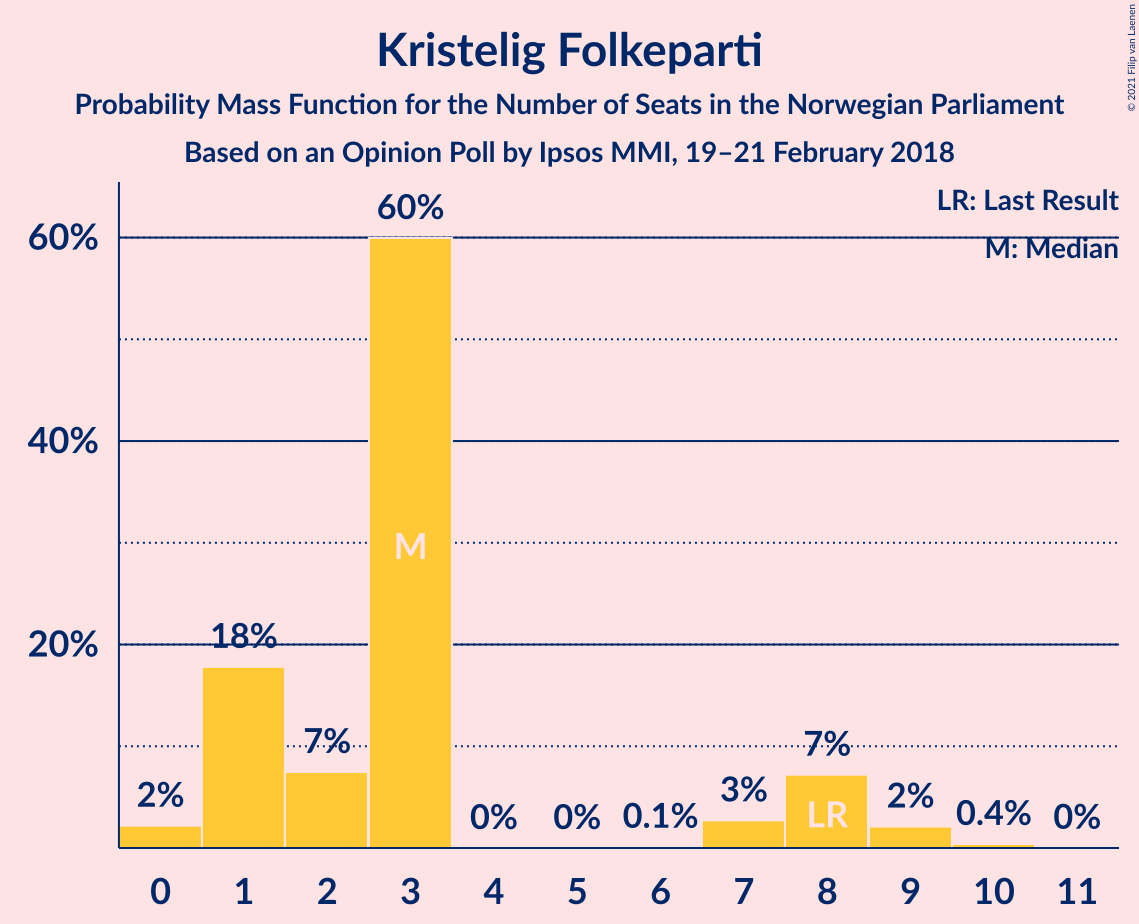 Kristelig Folkeparti
Probability Mass Function for the Number of Seats in the Norwegian Parliament
Based on an Opinion Poll by Ipsos MMI, 19–21 February 2018
© 2021 Filip van Laenen
LR: Last Result
M: Median
60%
40%
20%
2%
18%
7%
60%
M
0%
0%
0.1%
3%
7%
LR
2%
0.4%
0%
0 1 2 3 4 5 6 7 8 9 10 11